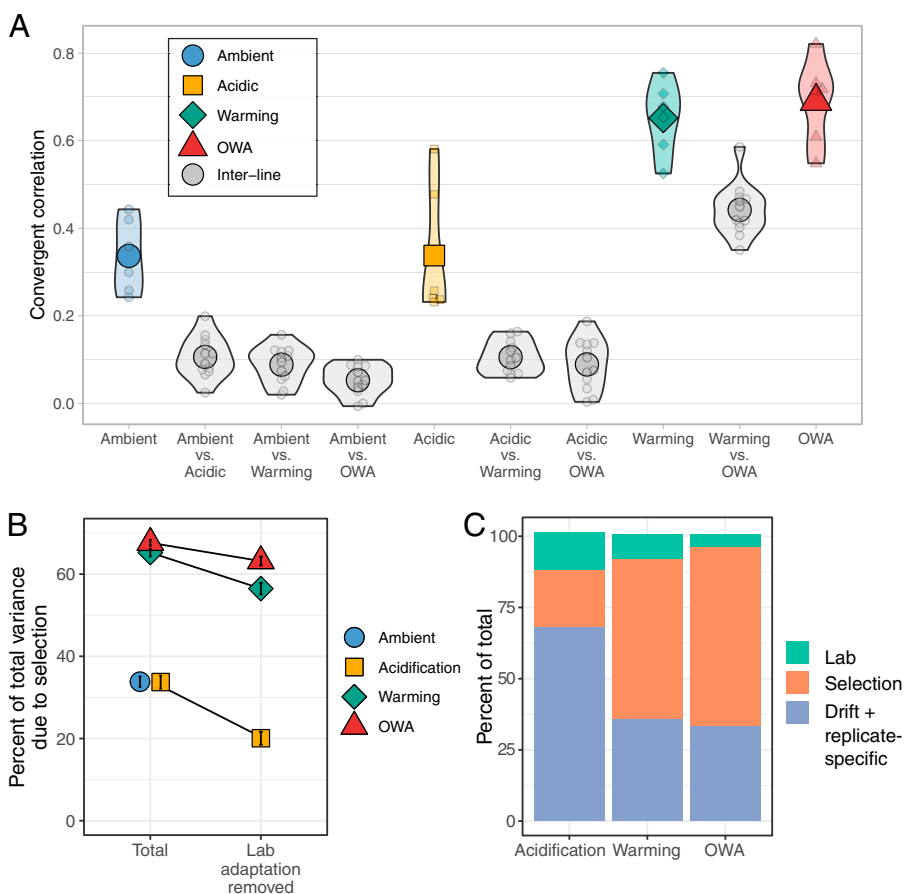 A
Convergent correlation
0.8
0.6
0.4
0.2
0.0
Ambient
Acidic
Warming
OWA
Inter-line
Ambient
Ambient
vs.
Acidic
Ambient
vs.
Warming
Ambient
vs.
OWA
Acidic
Acidic
vs.
Warming
Acidic
vs.
OWA
Warming
Warming
vs.
OWA
OWA
B
Percent of total variance
due to selection
60
40
20
0
Total
Lab
adaptation
removed
Ambient
Acidification
Warming
OWA
C
Percent of total
100
75
50
25
0
Acidification
Warming
OWA
Lab
Selection
Drift +
replicate-
specific